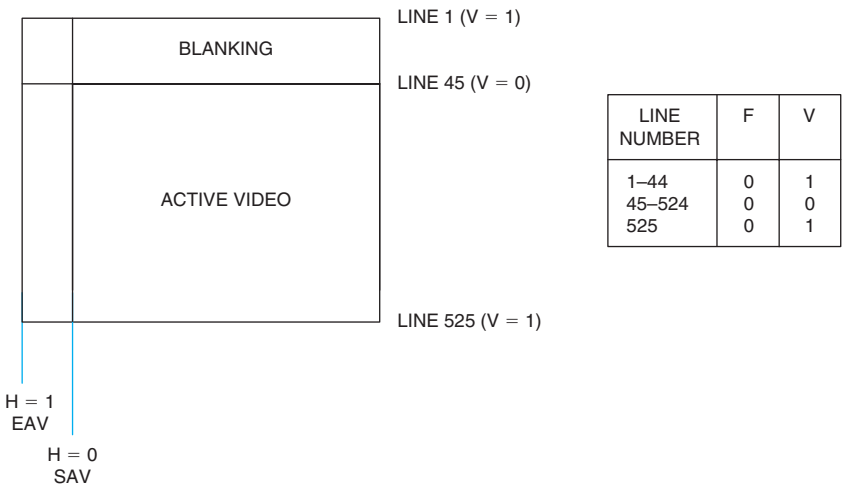 LINE 1 (V = 1)
BLANKING
LINE 45 (V = 0)
ACTIVE VIDEO
LINE 525 (V = 1)
H = 1
EAV
H = 0
SAV
LINE NUMBER F V
1–44 0 1
45–524 0 0
525 0 1